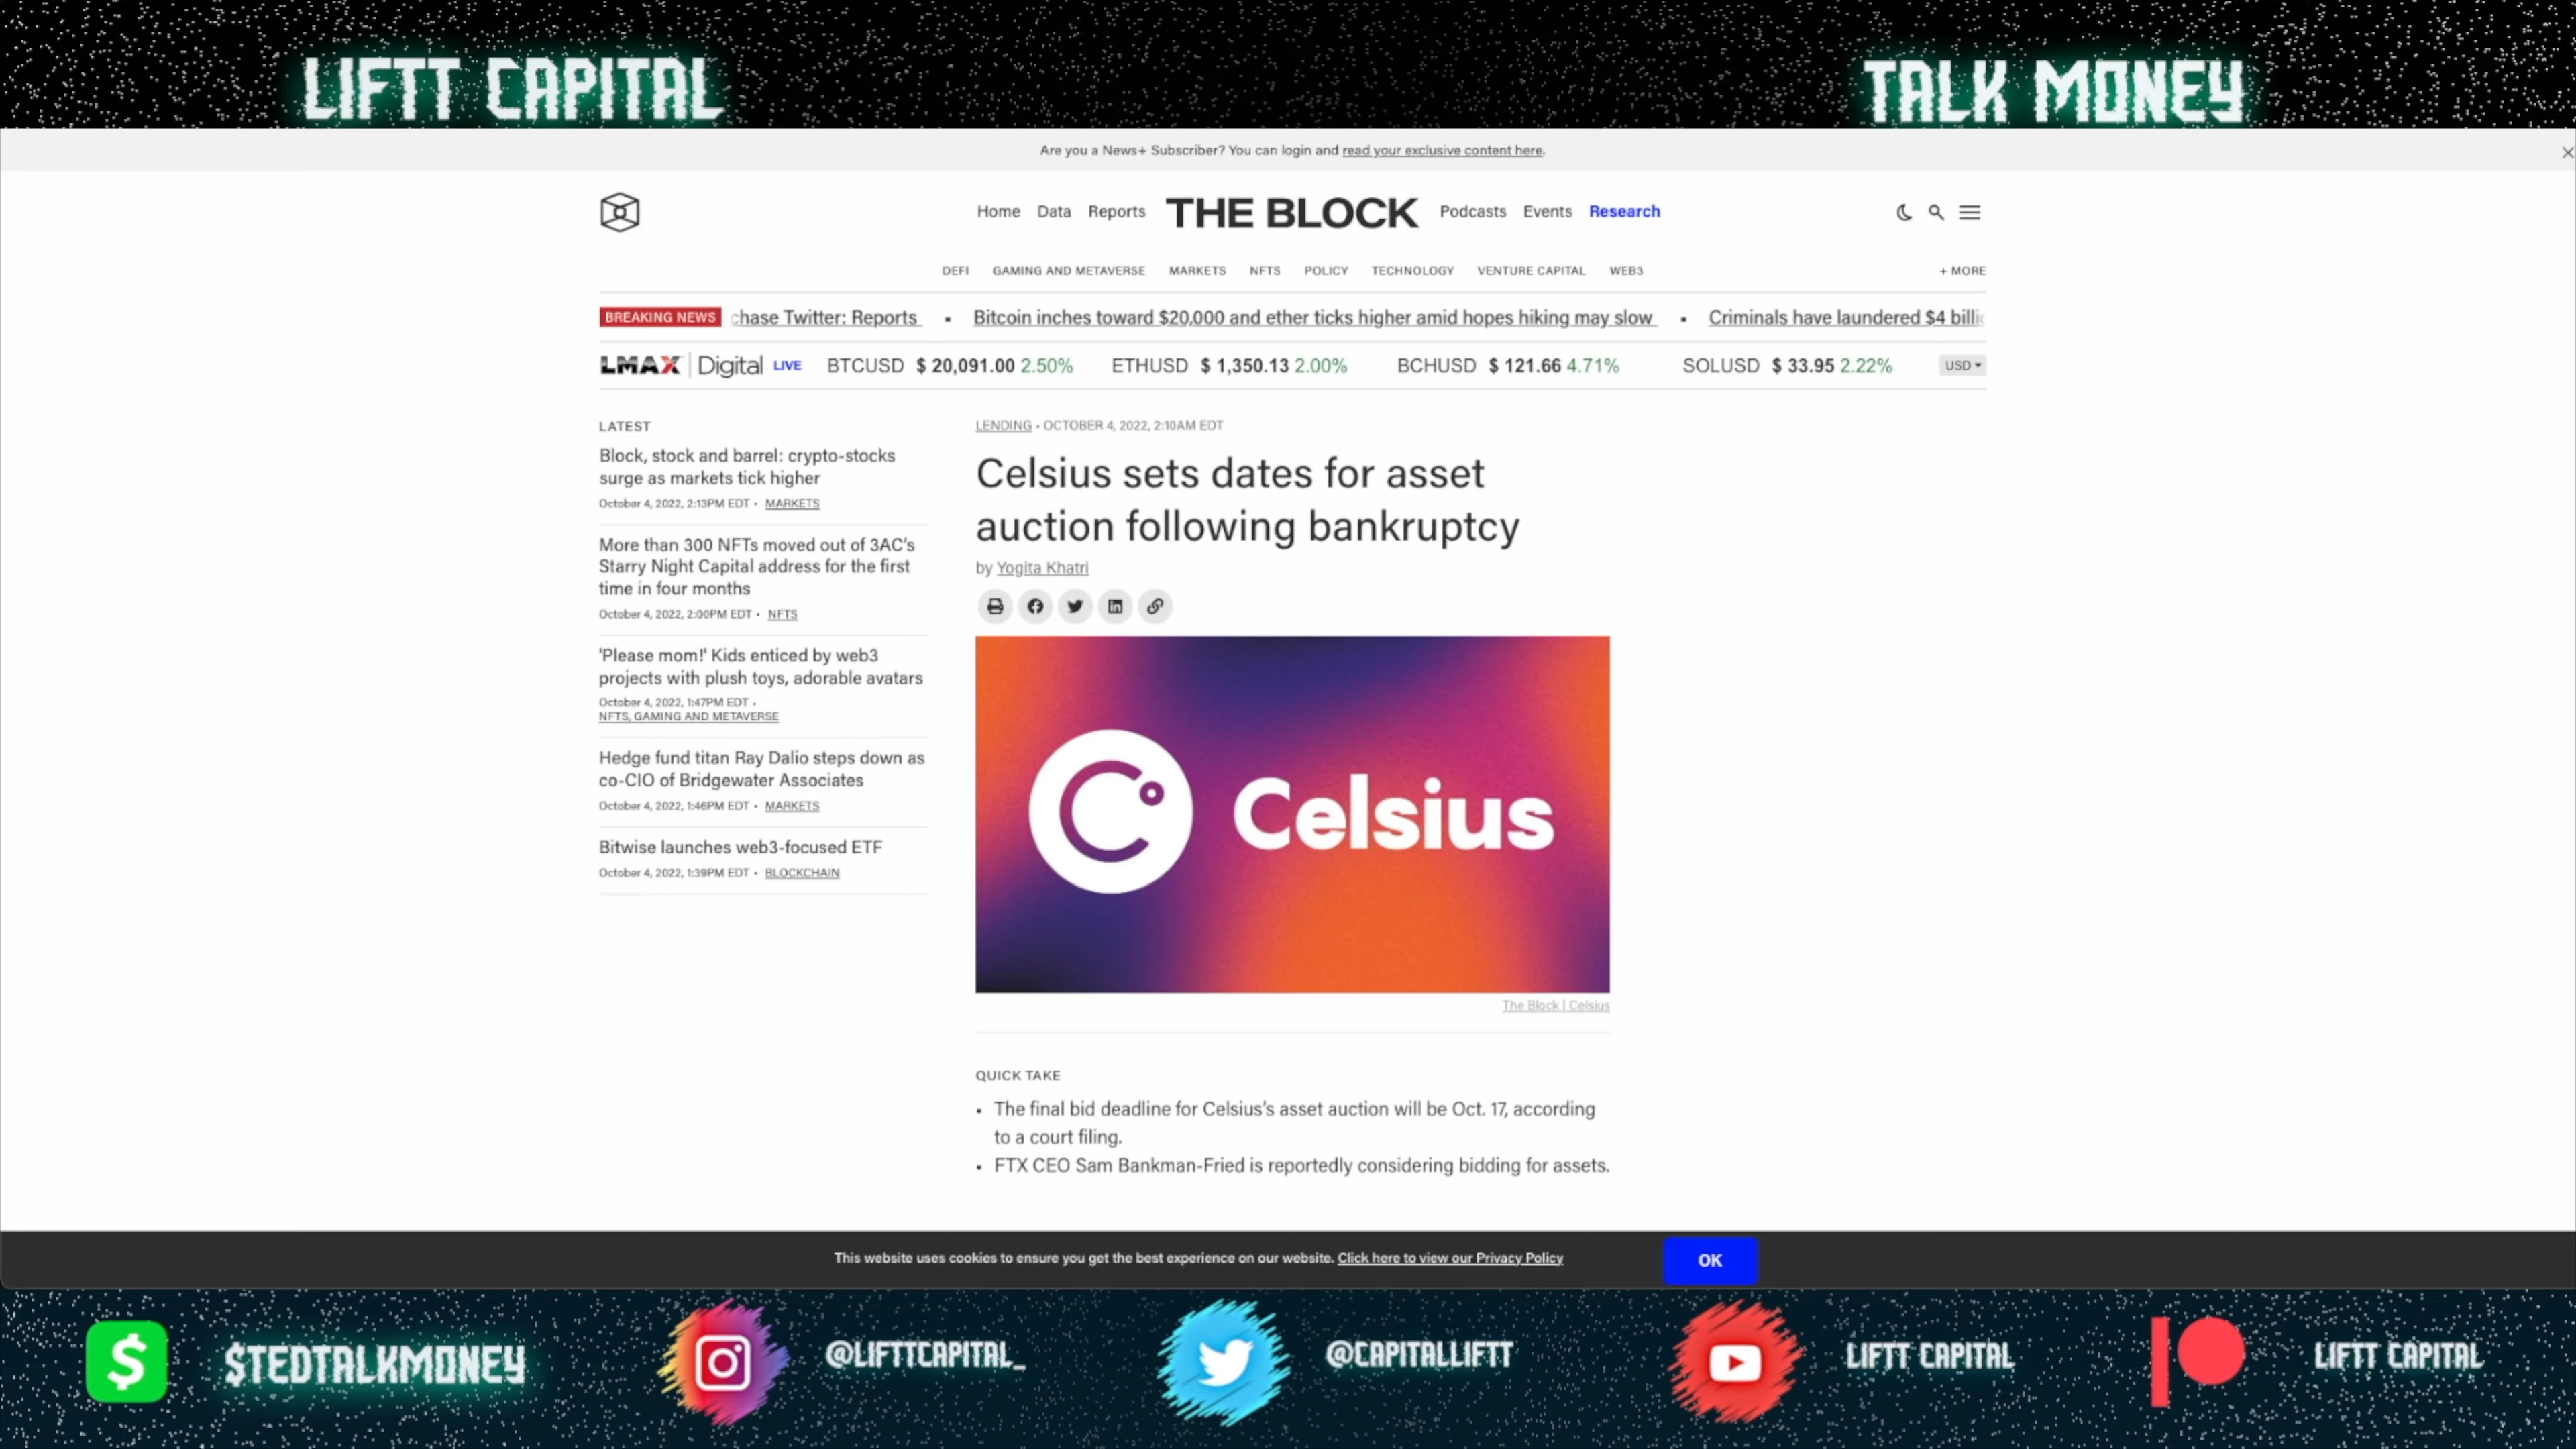 LIFTT CAPITAL
TALK MONEY
Are you a News+ Subscriber? You can login and read your exclusive content here.
Home Data Reports THE BLOCK Podcasts Events Research
DEFI GAMING AND METAVERSE MARKETS NFTS POLICY TECHNOLOGY VENTURE CAPITAL WEB3 + MORE
BREAKING NEWS chase Twitter: Reports ▪ Bitcoin inches toward $20,000 and ether ticks higher amid hopes hiking may slow ▪ Criminals have laundered $4 billi
LMAX Digital LIVE BTCUSD $ 20,091.00 2.50% ETHUSD $ 1,350.13 2.00% BCHUSD $ 121.66 4.71% SOLUSD $ 33.95 2.22% USD
LATEST
Block, stock and barrel: crypto-stocks
surge as markets tick higher
October 4, 2022, 2:13PM EDT • MARKETS
More than 300 NFTs moved out of 3AC's
Starry Night Capital address for the first
time in four months
October 4, 2022, 2:00PM EDT • NFTS
'Please mom!' Kids enticed by web3
projects with plush toys, adorable avatars
October 4, 2022, 1:47PM EDT •
NFTS, GAMING AND METAVERSE
Hedge fund titan Ray Dalio steps down as
co-CIO of Bridgewater Associates
October 4, 2022, 1:46PM EDT • MARKETS
Bitwise launches web3-focused ETF
October 4, 2022, 1:39PM EDT • BLOCKCHAIN
LENDING • OCTOBER 4, 2022, 2:10AM EDT
Celsius sets dates for asset
auction following bankruptcy
by Yogita Khatri
Celsius
The Block | Celsius
QUICK TAKE
• The final bid deadline for Celsius's asset auction will be Oct. 17, according
to a court filing.
• FTX CEO Sam Bankman-Fried is reportedly considering bidding for assets.
This website uses cookies to ensure you get the best experience on our website. Click here to view our Privacy Policy OK
$TEDTALKMONEY
@LIFTTCAPITAL_
@CAPITALLIFTT
LIFTT CAPITAL
LIFTT CAPITAL